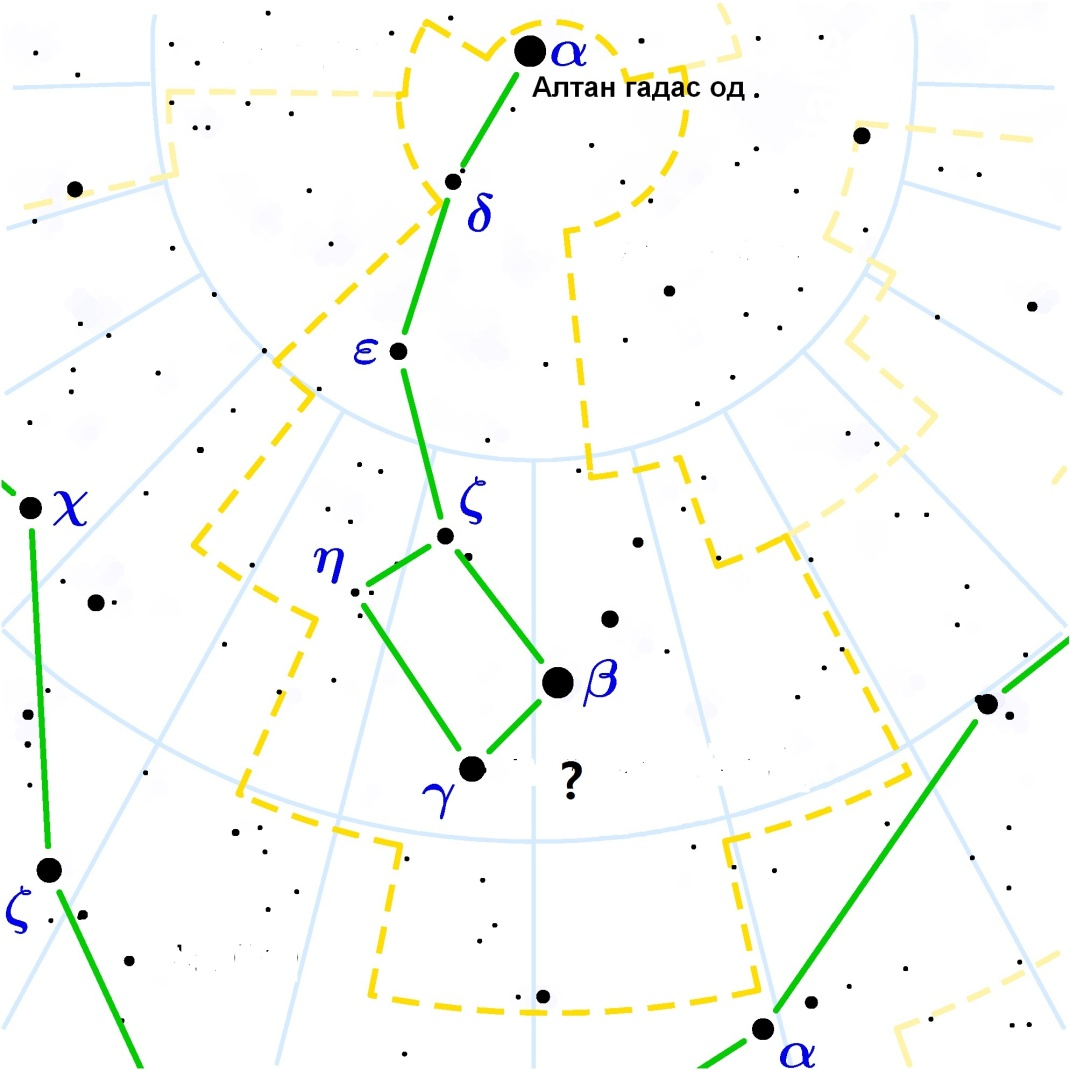 α
Алтан гадас од
δ
ε
ζ
χ
η
β
?
γ
ζ
α